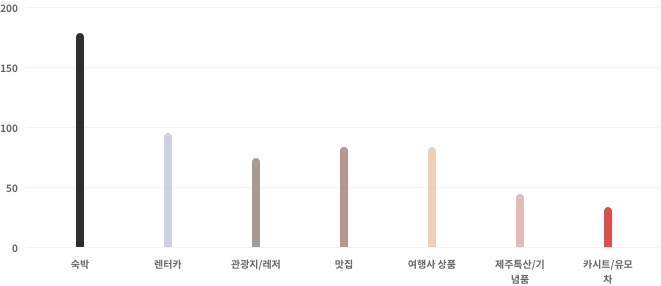 200
150
100
50
0
숙박
렌터카
관광지/레저
맛집
여행사 상품
제주특산/기
념품
카시트/유모
차